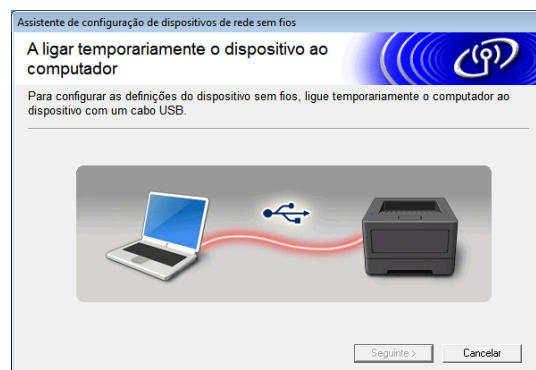 Assistente de configuração de dispositivos de rede sem fios
A ligar temporariamente o dispositivo ao
computador
Para configurar as definições do dispositivo sem fios, ligue temporariamente o computador ao
dispositivo com um cabo USB.
Seguinte > Cancelar